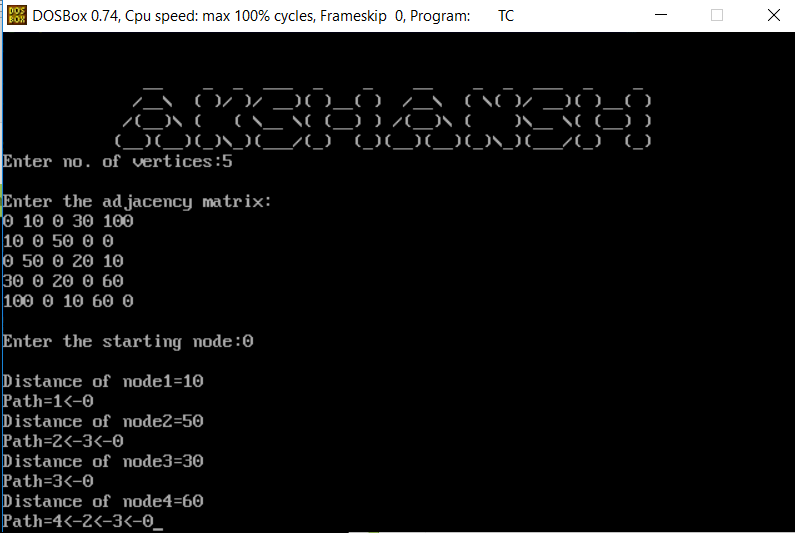 DOSBox 0.74, Cpu speed: max 100% cycles, Frameskip 0, Program: TC
AKSHANSH
Enter no. of vertices:5
Enter the adjacency matrix:
0 10 0 30 100
10 0 50 0 0
0 50 0 20 10
30 0 20 0 60
100 0 10 60 0
Enter the starting node:0
Distance of node1=10
Path=1<-0
Distance of node2=50
Path=2<-3<-0
Distance of node3=30
Path=3<-0
Distance of node4=60
Path=4<-2<-3<-0_